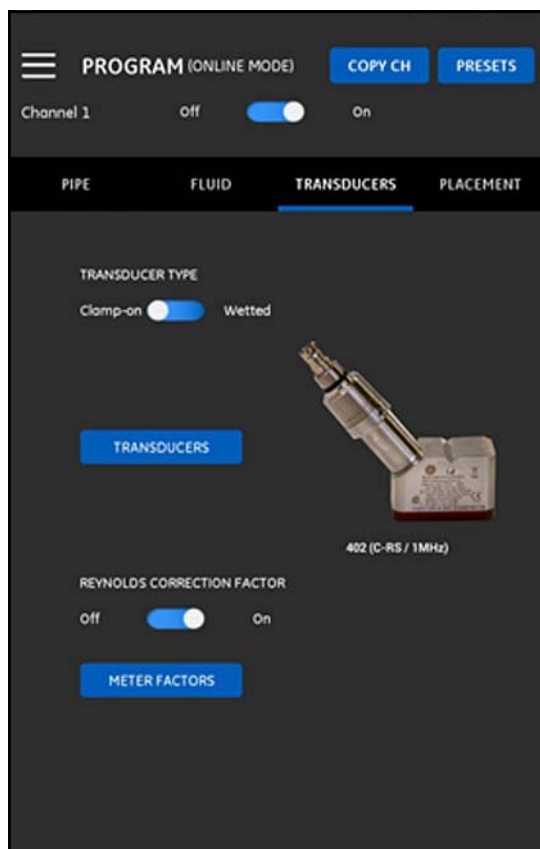 PROGRAM (ONLINE MODE) COPY CH PRESETS
Channel 1 Off On
PIPE FLUID TRANSDUCERS PLACEMENT
TRANSDUCER TYPE
Clamp-on Wetted
TRANSDUCERS
402 (C-RS / 1MHz)
REYNOLDS CORRECTION FACTOR
Off On
METER FACTORS